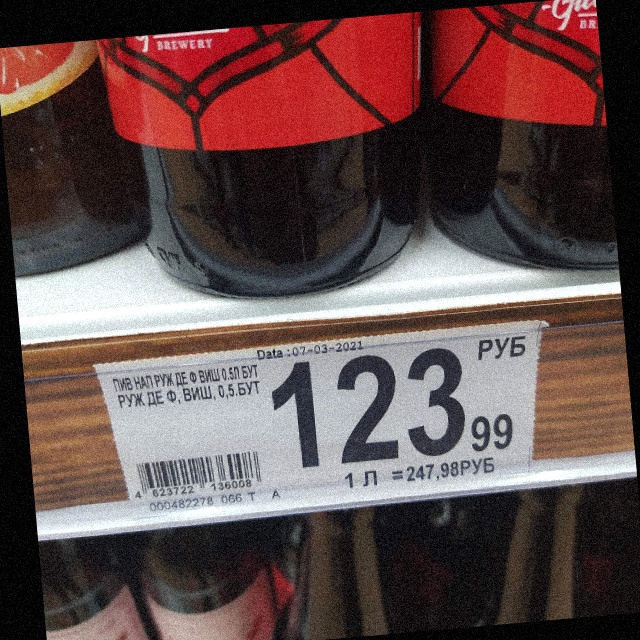 BREWERY
Data :07-03-2021
ПИВ НАП РУЖ ДЕ Ф ВИШ 0.5Л БУТ
РУЖ ДЕ Ф, ВИШ, 0,5.БУТ
123 99 РУБ
1 Л =247,98РУБ
4 623722 136008
000482278 066 Т А